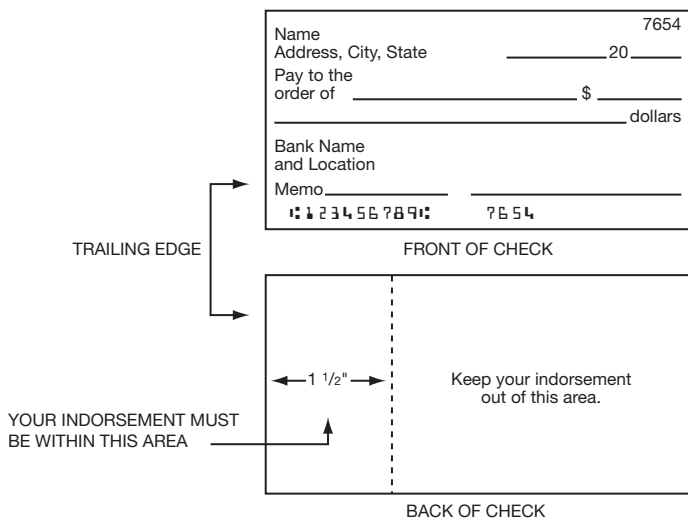 7654
Name
Address, City, State 20
Pay to the
order of $
dollars
Bank Name
and Location
Memo
⑆123456789⑆ 7654
TRAILING EDGE
FRONT OF CHECK
1 1/2"
Keep your indorsement
out of this area.
YOUR INDORSEMENT MUST
BE WITHIN THIS AREA
BACK OF CHECK